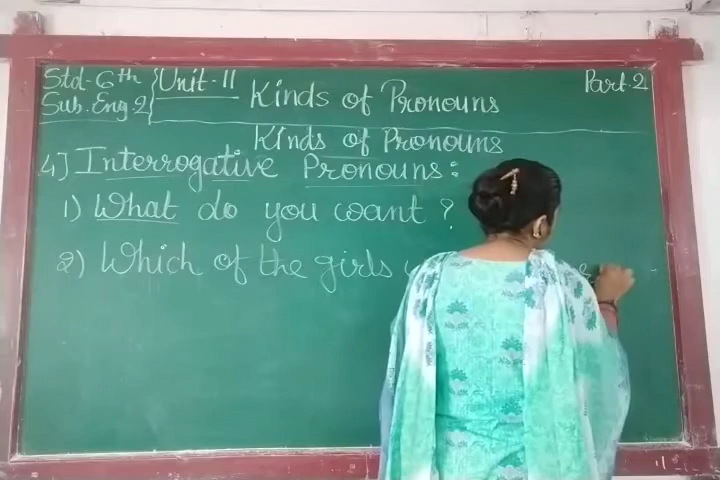 Std-6th Unit-11 Kinds of Pronouns Part-2
Sub.Eng.2
Kinds of Pronouns
4] Interrogative Pronouns:
1) What do you want ?
2) Which of the girls